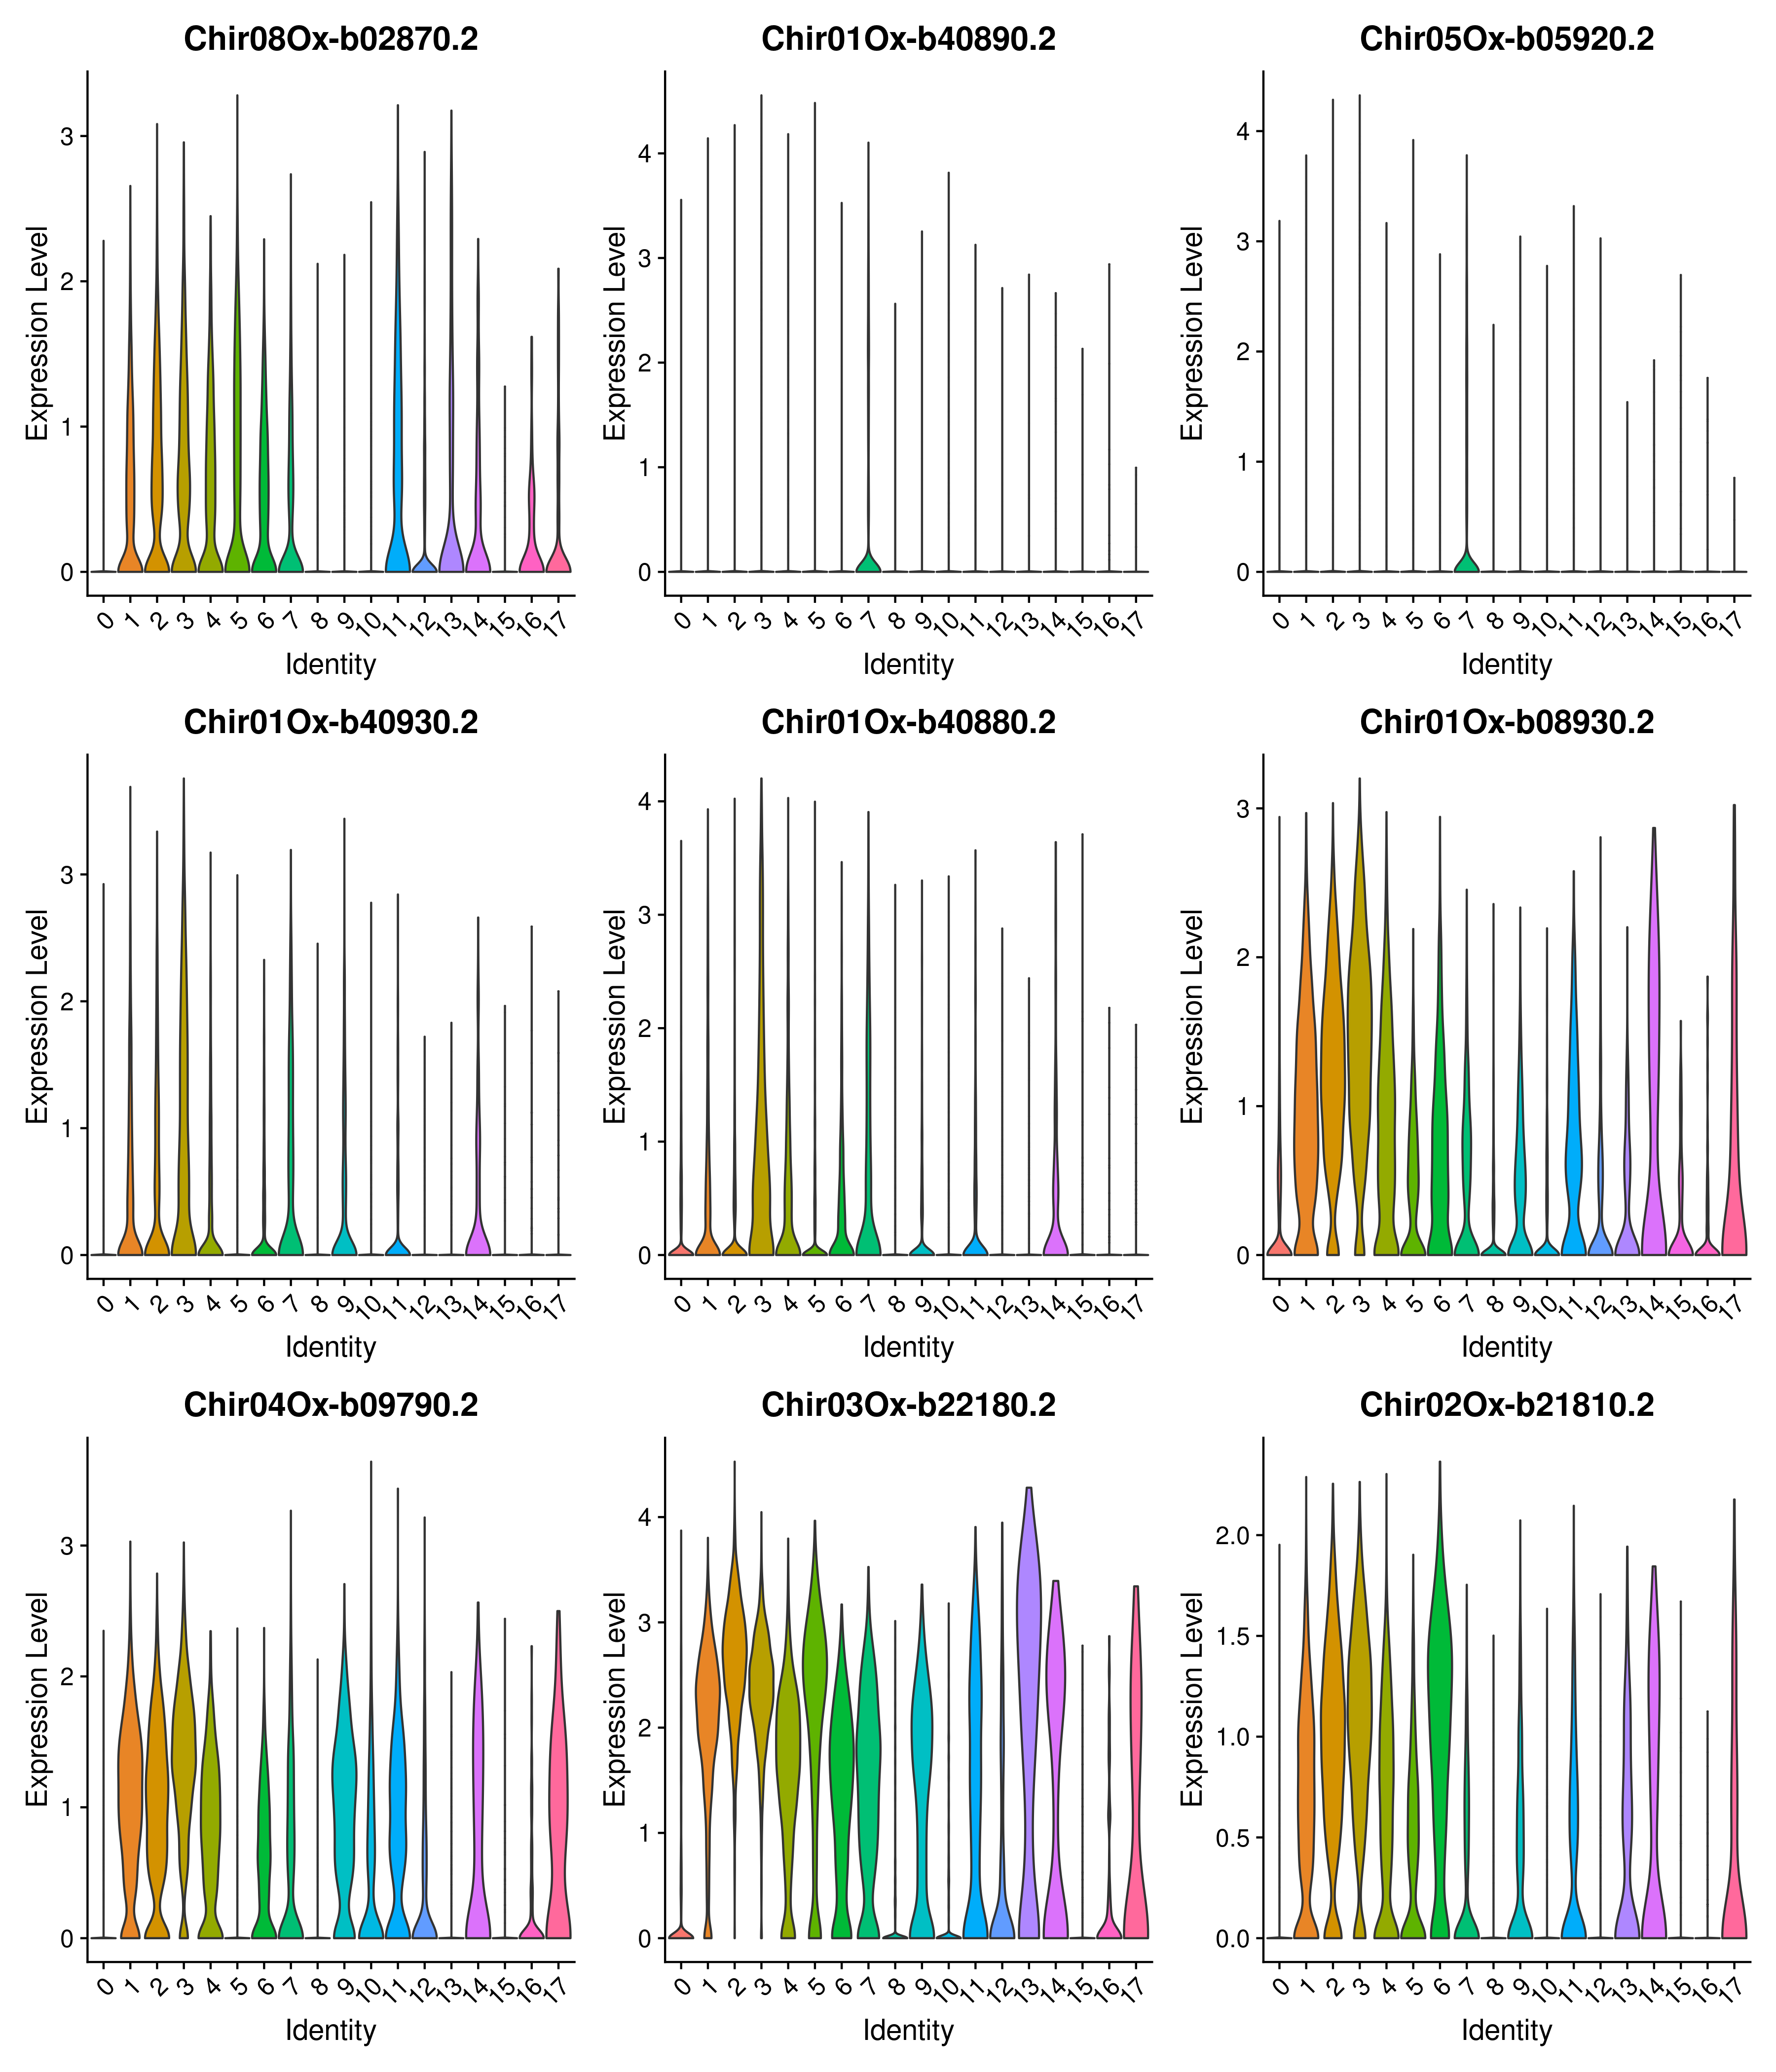 Chir08Ox-b02870.2
Expression Level
3
2
1
0
0 1 2 3 4 5 6 7 8 9 10 11 12 13 14 15 16 17
Identity
Chir01Ox-b40890.2
Expression Level
4
3
2
1
0
0 1 2 3 4 5 6 7 8 9 10 11 12 13 14 15 16 17
Identity
Chir05Ox-b05920.2
Expression Level
4
3
2
1
0
0 1 2 3 4 5 6 7 8 9 10 11 12 13 14 15 16 17
Identity
Chir01Ox-b40930.2
Expression Level
3
2
1
0
0 1 2 3 4 5 6 7 8 9 10 11 12 13 14 15 16 17
Identity
Chir01Ox-b40880.2
Expression Level
4
3
2
1
0
0 1 2 3 4 5 6 7 8 9 10 11 12 13 14 15 16 17
Identity
Chir01Ox-b08930.2
Expression Level
3
2
1
0
0 1 2 3 4 5 6 7 8 9 10 11 12 13 14 15 16 17
Identity
Chir04Ox-b09790.2
Expression Level
3
2
1
0
0 1 2 3 4 5 6 7 8 9 10 11 12 13 14 15 16 17
Identity
Chir03Ox-b22180.2
Expression Level
4
3
2
1
0
0 1 2 3 4 5 6 7 8 9 10 11 12 13 14 15 16 17
Identity
Chir02Ox-b21810.2
Expression Level
2.0
1.5
1.0
0.5
0.0
0 1 2 3 4 5 6 7 8 9 10 11 12 13 14 15 16 17
Identity